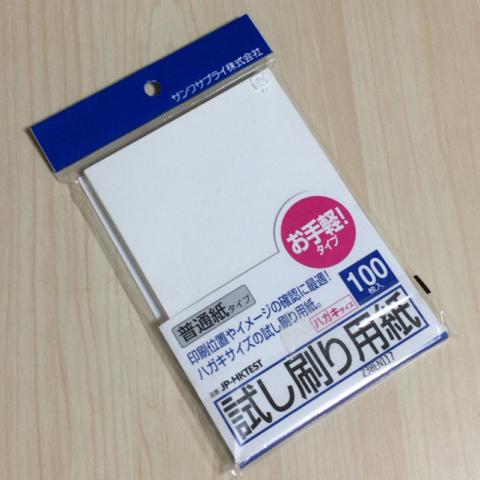 サンワサプライ株式会社
お手軽!
タイプ
普通紙タイプ
100枚入
印刷位置やイメージの確認に最適!
ハガキサイズの試し刷り用紙。
ハガキサイズ
品番 JP-HKTEST
試し刷り用紙